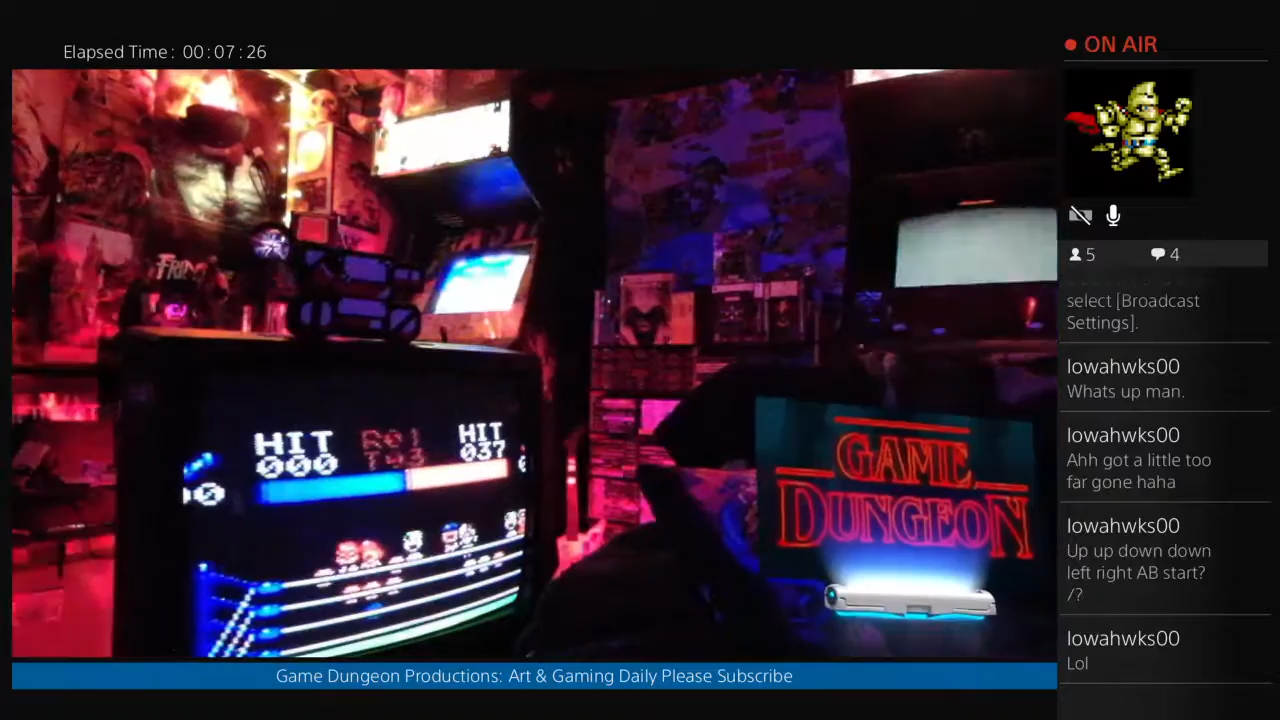 Elapsed Time: 00:07:26
ON AIR
5 4
select [Broadcast
Settings].
Iowahwks00
Whats up man.
Iowahwks00
Ahh got a little too
far gone haha
Iowahwks00
Up up down down
left right AB start?
/?
Iowahwks00
Lol
HIT HIT
000 037
GAME
DUNGEON
Game Dungeon Productions: Art & Gaming Daily Please Subscribe